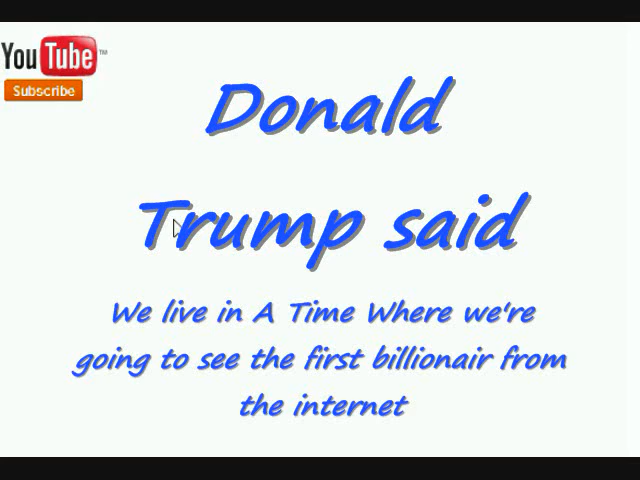 YouTube™
Subscribe
Donald
Trump said
We live in A Time Where we're
going to see the first billionair from
the internet